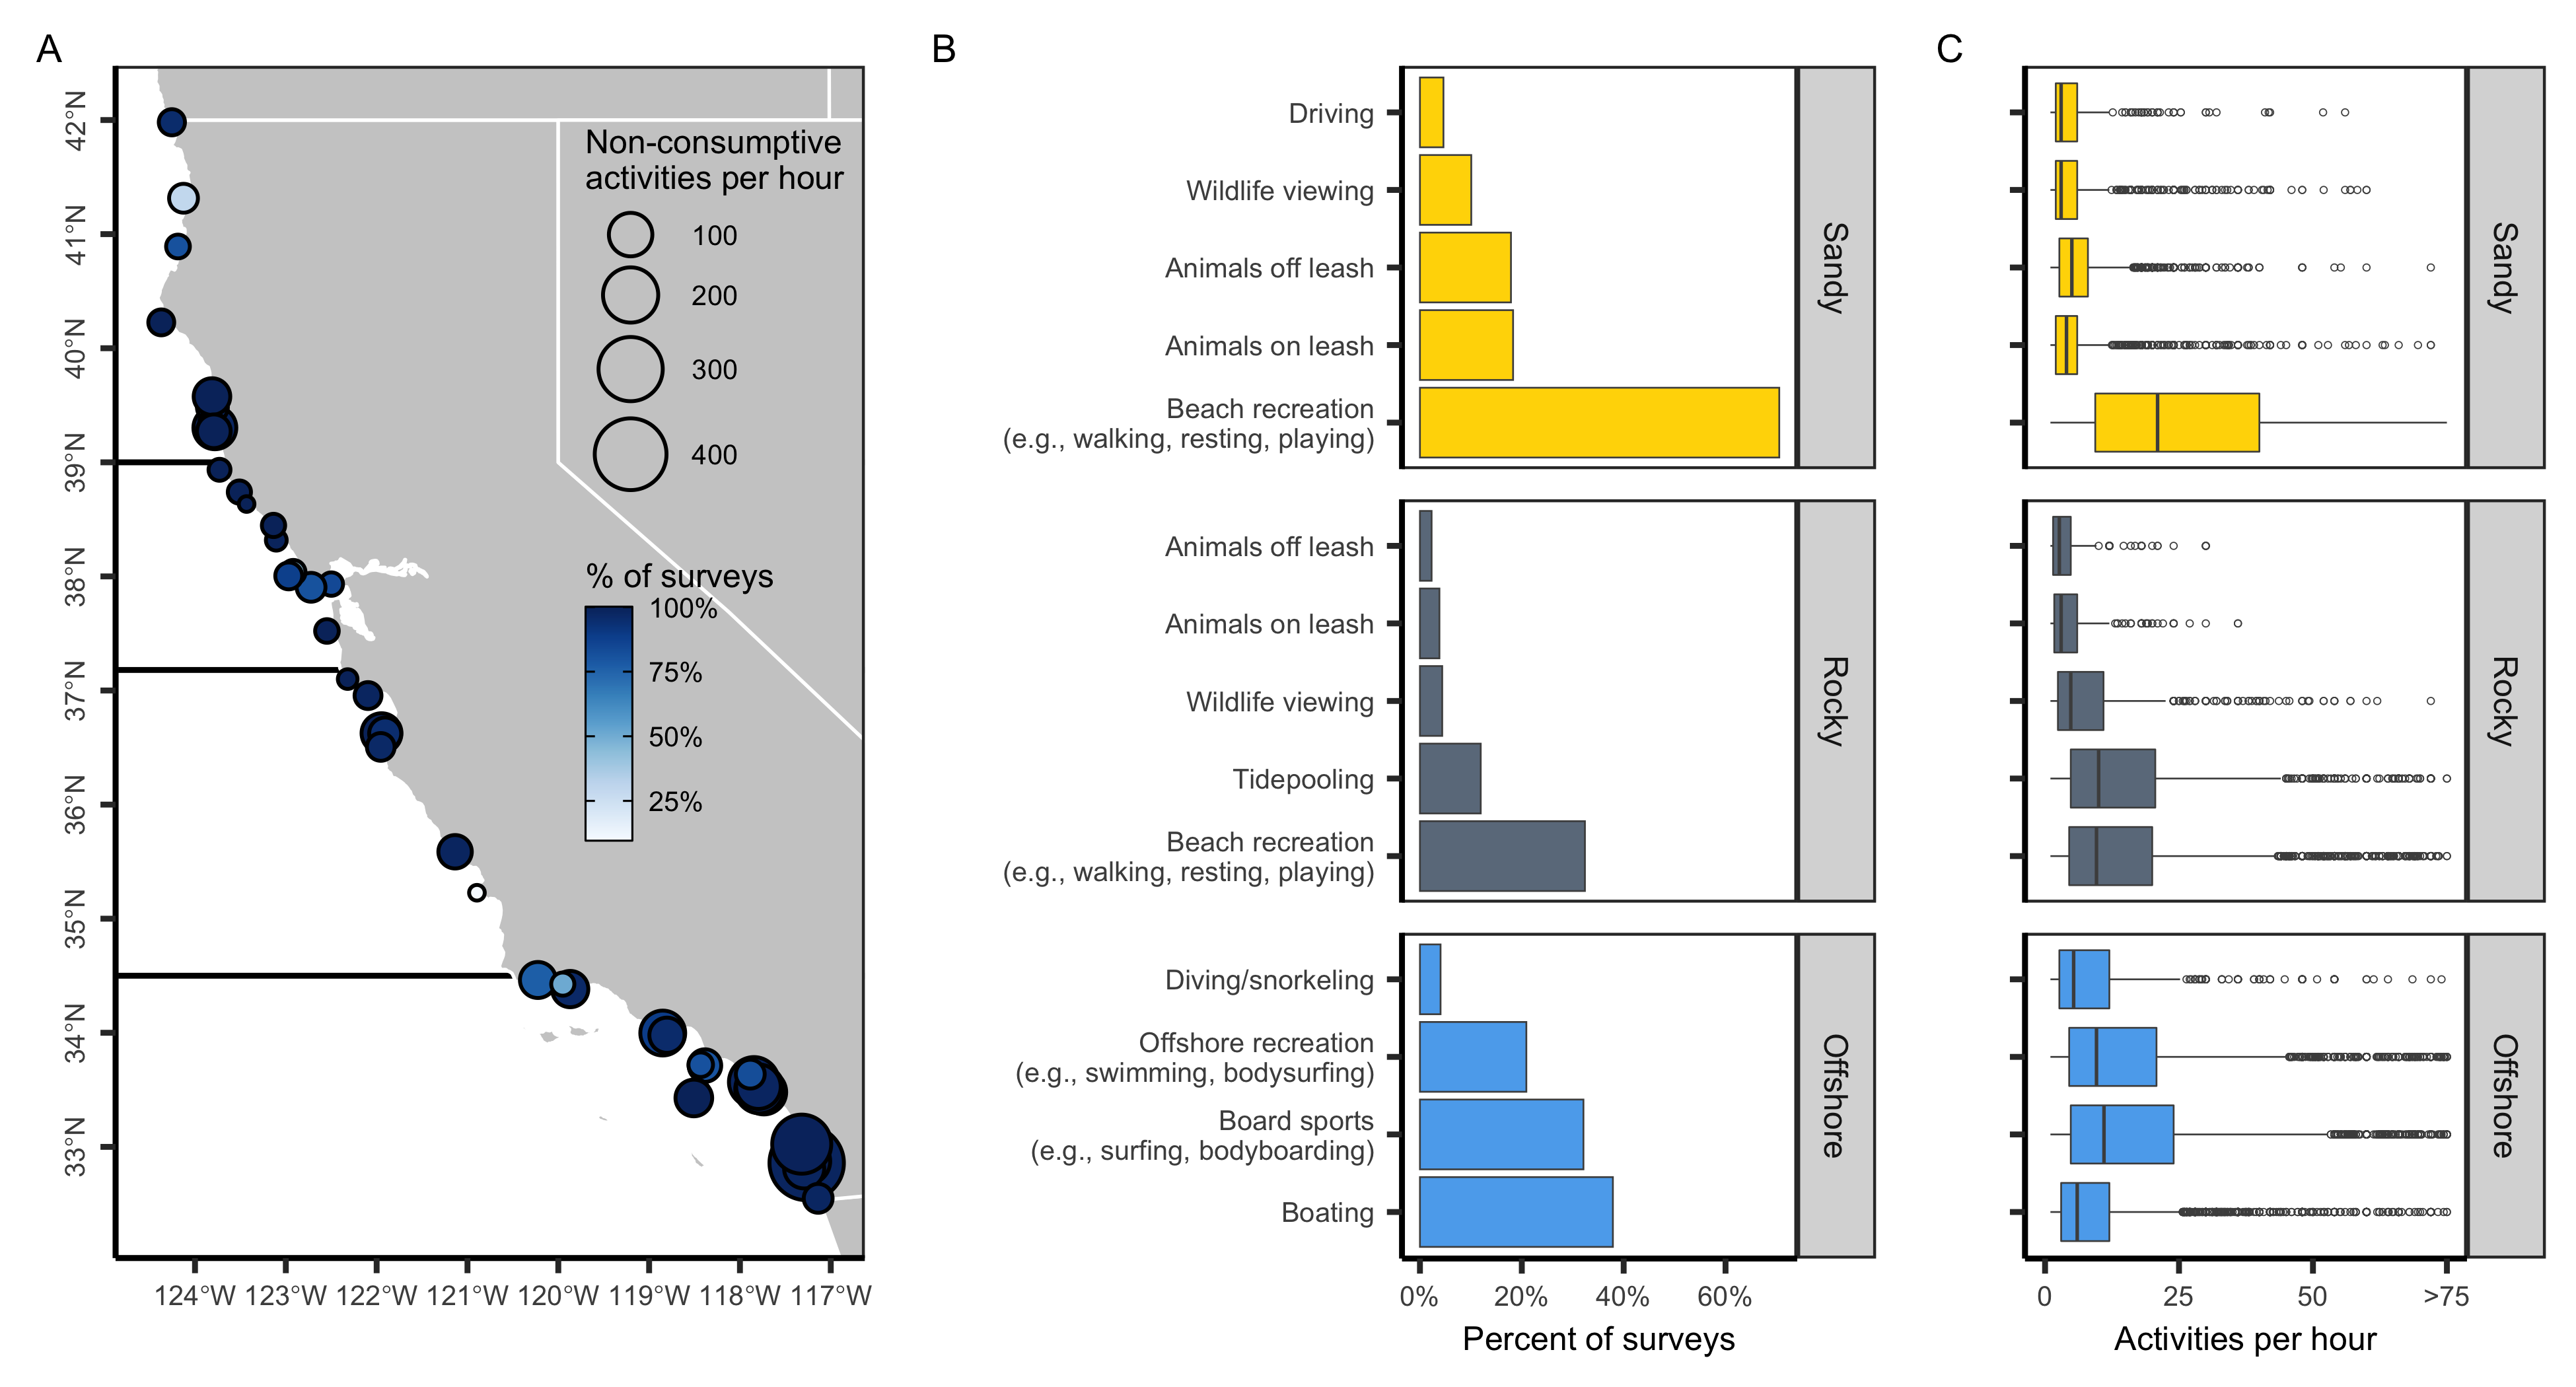 A
42°N
41°N
40°N
39°N
38°N
37°N
36°N
35°N
34°N
33°N
124°W 123°W 122°W 121°W 120°W 119°W 118°W 117°W
Non-consumptive
activities per hour
100
200
300
400
% of surveys
100%
75%
50%
25%
B
Driving
Wildlife viewing
Animals off leash
Animals on leash
Beach recreation
(e.g., walking, resting, playing)
Sandy
Animals off leash
Animals on leash
Wildlife viewing
Tidepooling
Beach recreation
(e.g., walking, resting, playing)
Rocky
Diving/snorkeling
Offshore recreation
(e.g., swimming, bodysurfing)
Board sports
(e.g., surfing, bodyboarding)
Boating
Offshore
0% 20% 40% 60%
Percent of surveys
C
Sandy
Rocky
Offshore
0 25 50 >75
Activities per hour